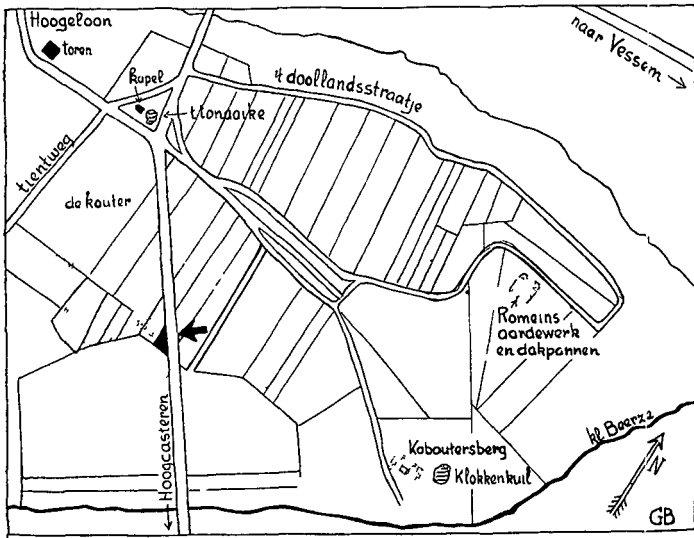 Hoogeloon
toren
kapel
't tonaavke
't doollandsstraatje
naar Vessem
tientweg
de kouter
Romeins
aardewerk
en dakpannen
Hoogcasteren
Kaboutersberg
Klokkenkuil
kl. Beerze
N
GB